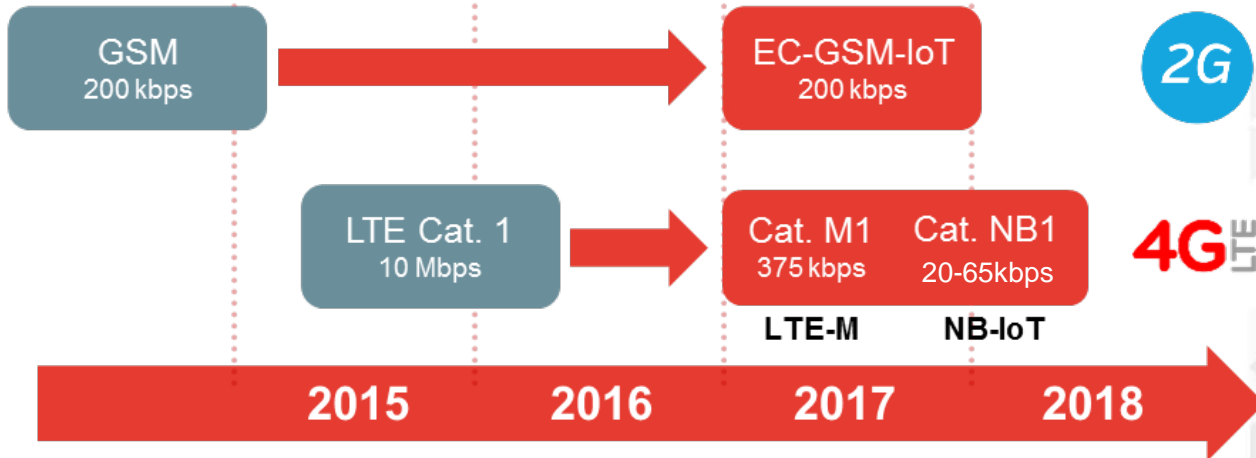 GSM
200 kbps
EC-GSM-IoT
200 kbps
2G
LTE Cat. 1
10 Mbps
Cat. M1
375 kbps
Cat. NB1
20-65kbps
4G LTE
LTE-M
NB-IoT
2015
2016
2017
2018